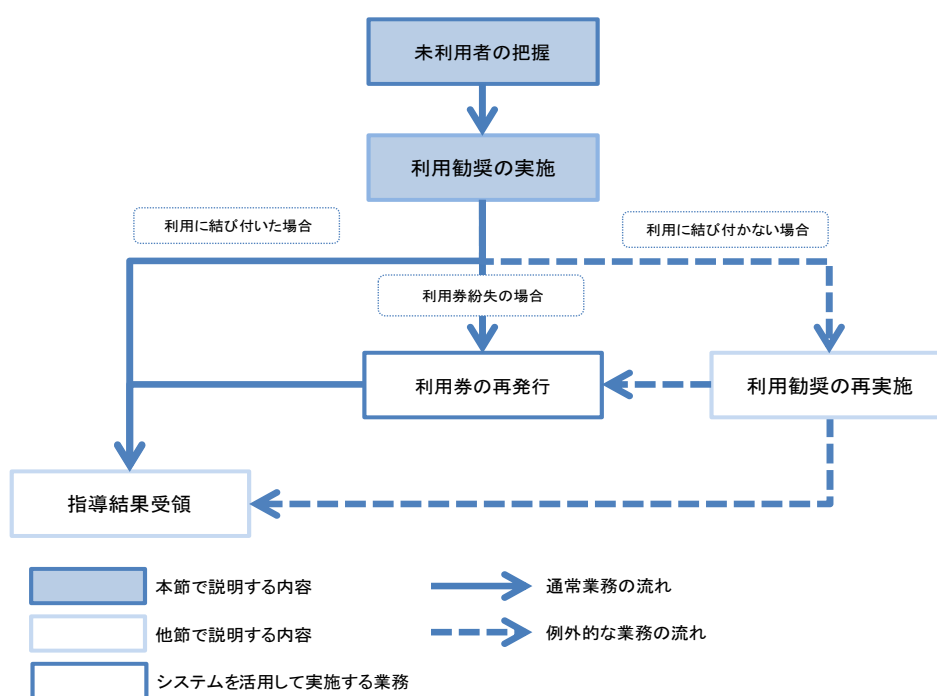 未利用者の把握
利用勧奨の実施
利用に結び付いた場合
利用に結び付かない場合
利用券紛失の場合
利用券の再発行
利用勧奨の再実施
指導結果受領
本節で説明する内容
通常業務の流れ
他節で説明する内容
例外的な業務の流れ
システムを活用して実施する業務